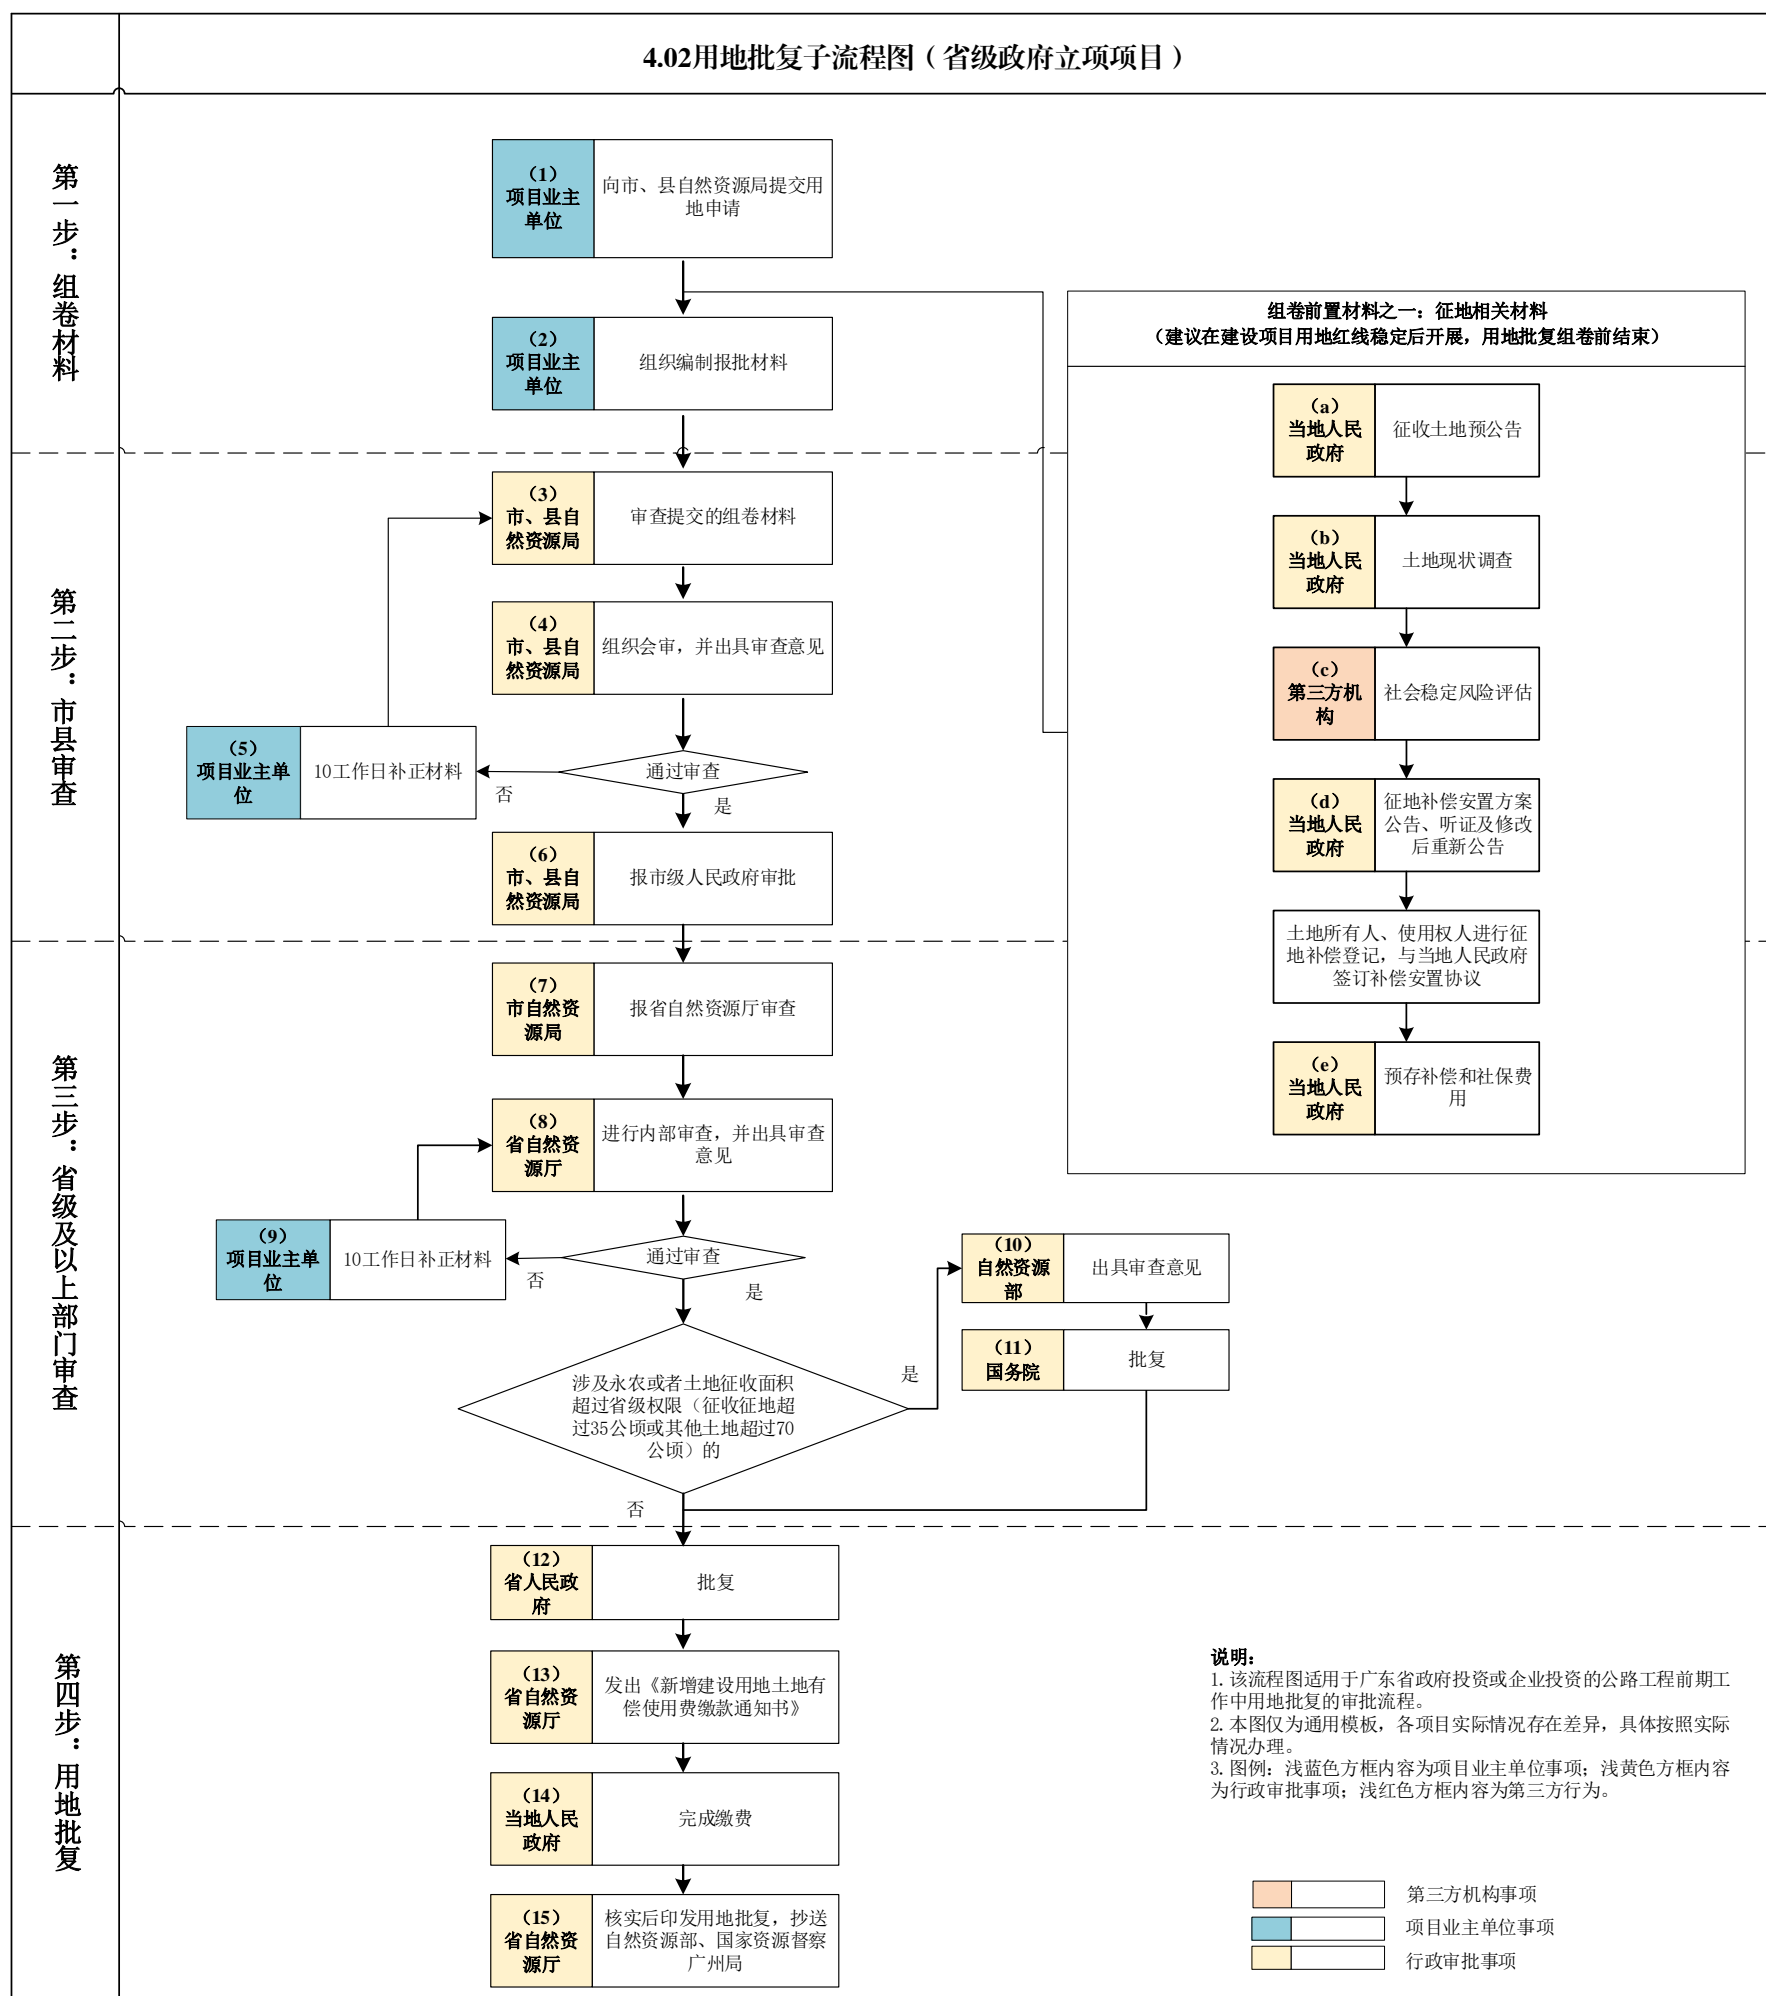 4.02用地批复子流程图（省级政府立项项目）
第一步：组卷材料
（1）
项目业主
单位
向市、县自然资源局提交用
地申请
（2）
项目业主
单位
组织编制报批材料
组卷前置材料之一：征地相关材料
（建议在建设项目用地红线稳定后开展，用地批复组卷前结束）
（a）
当地人民
政府
征收土地预公告
（b）
当地人民
政府
土地现状调查
（c）
第三方机
构
社会稳定风险评估
（d）
当地人民
政府
征地补偿安置方案
公告、听证及修改
后重新公告
土地所有人、使用权人进行征
地补偿登记，与当地人民政府
签订补偿安置协议
（e）
当地人民
政府
预存补偿和社保费
用
第二步：市县审查
（3）
市、县自
然资源局
审查提交的组卷材料
（4）
市、县自
然资源局
组织会审，并出具审查意见
通过审查
否
是
（5）
项目业主单
位
10工作日补正材料
（6）
市、县自
然资源局
报市级人民政府审批
第三步：省级及以上部门审查
（7）
市自然资
源局
报省自然资源厅审查
（8）
省自然资
源厅
进行内部审查，并出具审查
意见
通过审查
否
是
（9）
项目业主单
位
10工作日补正材料
涉及永农或者土地征收面积
超过省级权限（征收征地超
过35公顷或其他土地超过70
公顷）的
是
否
（10）
自然资源
部
出具审查意见
（11）
国务院
批复
第四步：用地批复
（12）
省人民政
府
批复
（13）
省自然资
源厅
发出《新增建设用地土地有
偿使用费缴款通知书》
（14）
当地人民
政府
完成缴费
（15）
省自然资
源厅
核实后印发用地批复，抄送
自然资源部、国家资源督察
广州局
说明：
1. 该流程图适用于广东省政府投资或企业投资的公路工程前期工
作中用地批复的审批流程。
2. 本图仅为通用模板，各项目实际情况存在差异，具体按照实际
情况办理。
3. 图例：浅蓝色方框内容为项目业主单位事项；浅黄色方框内容
为行政审批事项；浅红色方框内容为第三方行为。
第三方机构事项
项目业主单位事项
行政审批事项